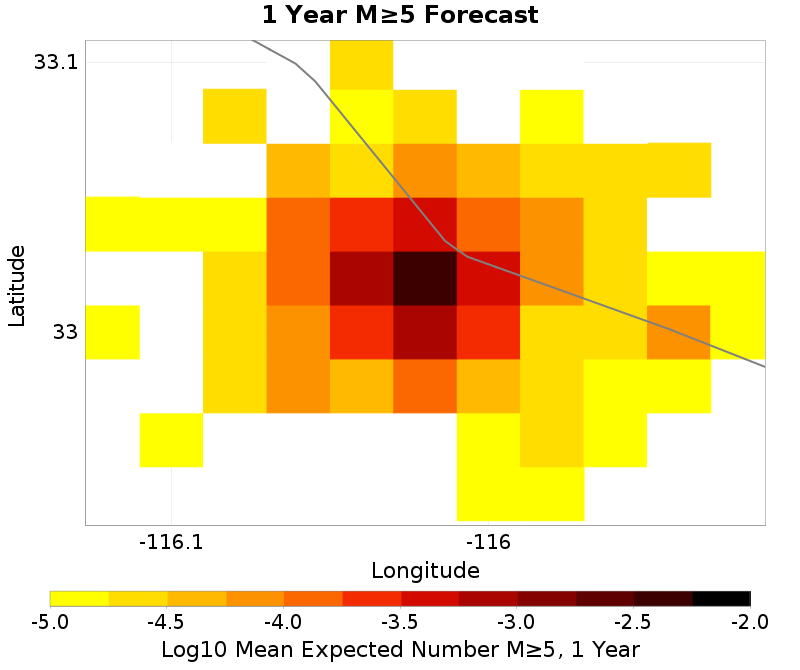 1 Year M≥5 Forecast
33.1
Latitude
33
-116.1 -116
Longitude
-5.0 -4.5 -4.0 -3.5 -3.0 -2.5 -2.0
Log10 Mean Expected Number M≥5, 1 Year